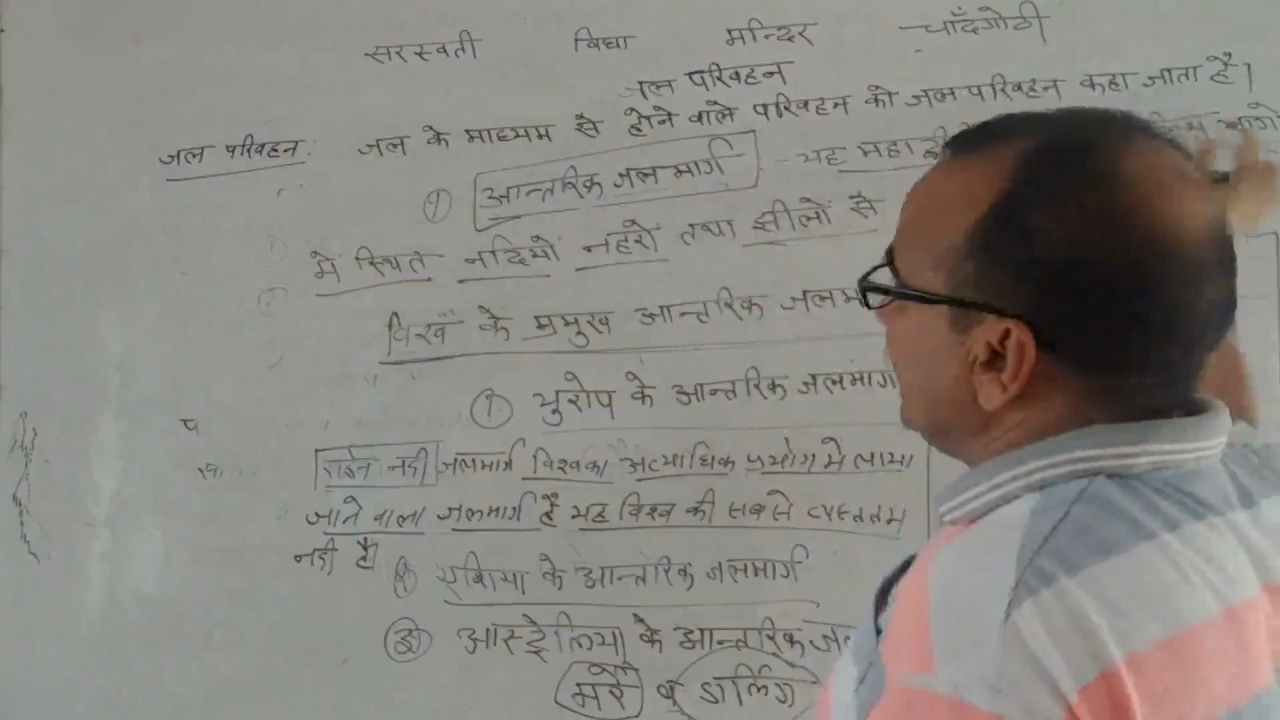 सरस्वती विद्या मन्दिर चाँदगोठी
जल परिवहन
जल परिवहन: जल के माध्यम से होने वाले परिवहन को जल परिवहन कहा जाता है।
① आन्तरिक जलमार्ग - यह महाद्वी
में स्थित नदियों नहरों तथा झीलों से
विश्व के प्रमुख आन्तरिक जलम
① युरोप के आन्तरिक जलमार्ग
प
राईन नदी जलमार्ग विश्व का अत्याधिक प्रयोग मे लाया
जाने वाला जलमार्ग है यह विश्व की सबसे व्यस्ततम
नदी है।
एशिया के आन्तरिक जलमार्ग
③ आस्ट्रेलिया के आन्तरिक जल
मरे व डार्लिंग